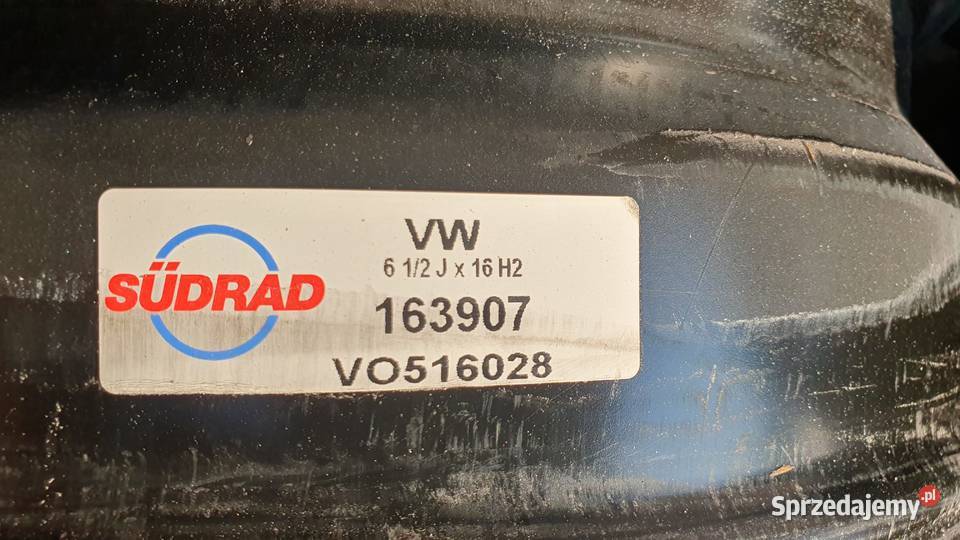 SÜDRAD
VW
6 1/2 J x 16 H2
163907
VO516028
Sprzedajemy.pl